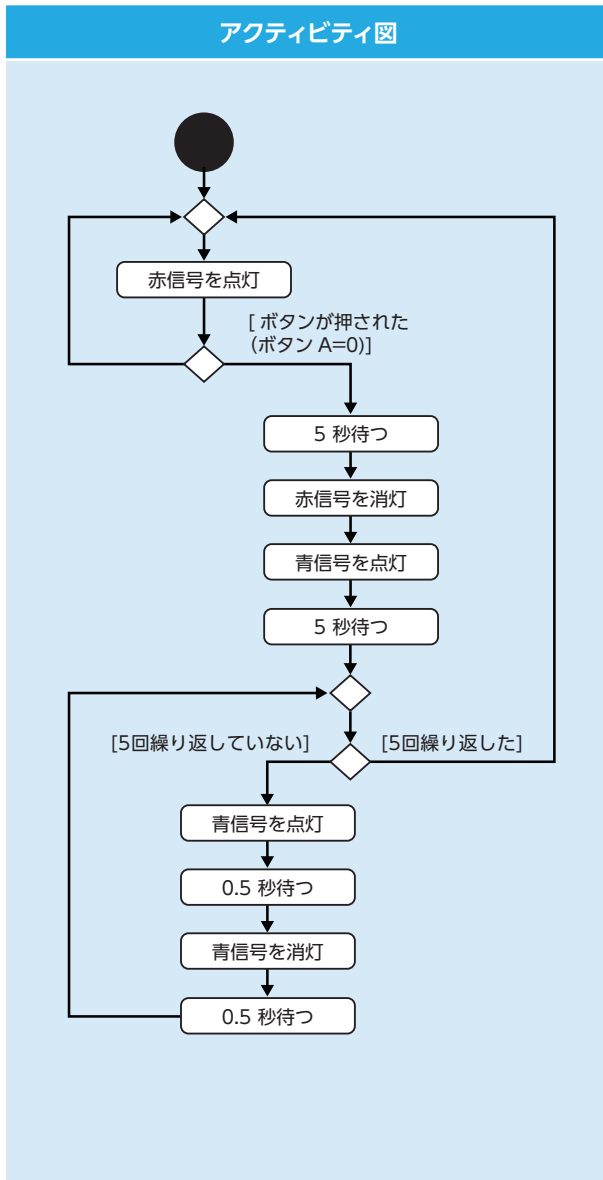 アクティビティ図
赤信号を点灯
[ ボタンが押された
(ボタン A=0)]
5 秒待つ
赤信号を消灯
青信号を点灯
5 秒待つ
[5回繰り返していない]
[5回繰り返した]
青信号を点灯
0.5 秒待つ
青信号を消灯
0.5 秒待つ